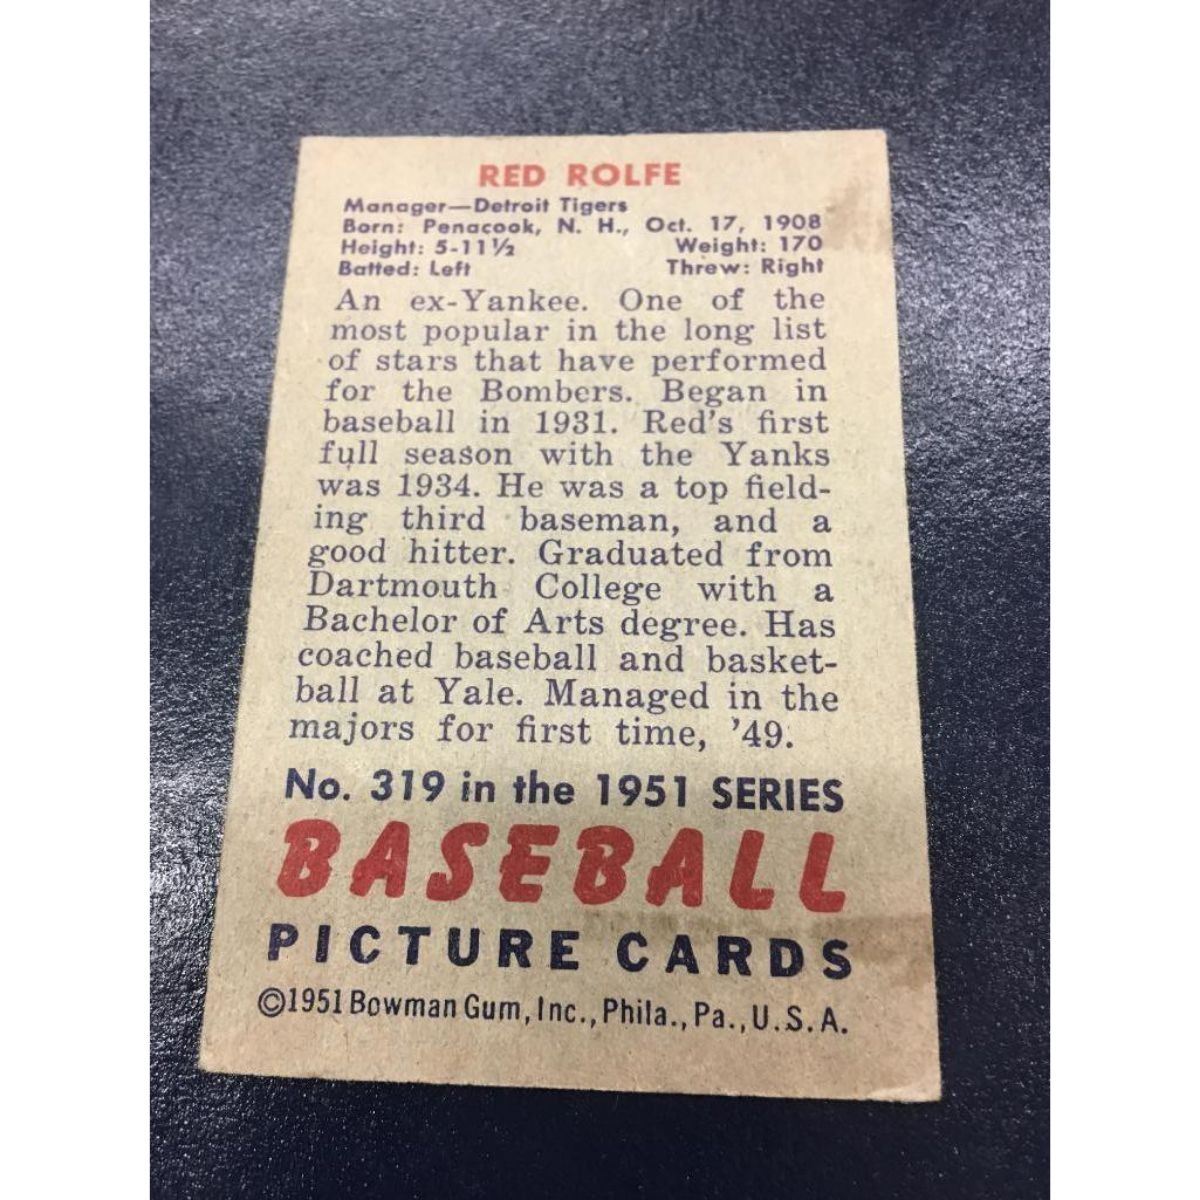 RED ROLFE
Manager—Detroit Tigers
Born: Penacook, N. H., Oct. 17, 1908
Height: 5-11½ Weight: 170
Batted: Left Threw: Right
An ex-Yankee. One of the
most popular in the long list
of stars that have performed
for the Bombers. Began in
baseball in 1931. Red's first
full season with the Yanks
was 1934. He was a top field-
ing third baseman, and a
good hitter. Graduated from
Dartmouth College with a
Bachelor of Arts degree. Has
coached baseball and basket-
ball at Yale. Managed in the
majors for first time, '49.
No. 319 in the 1951 SERIES
BASEBALL
PICTURE CARDS
©1951 Bowman Gum, Inc., Phila., Pa., U.S.A.